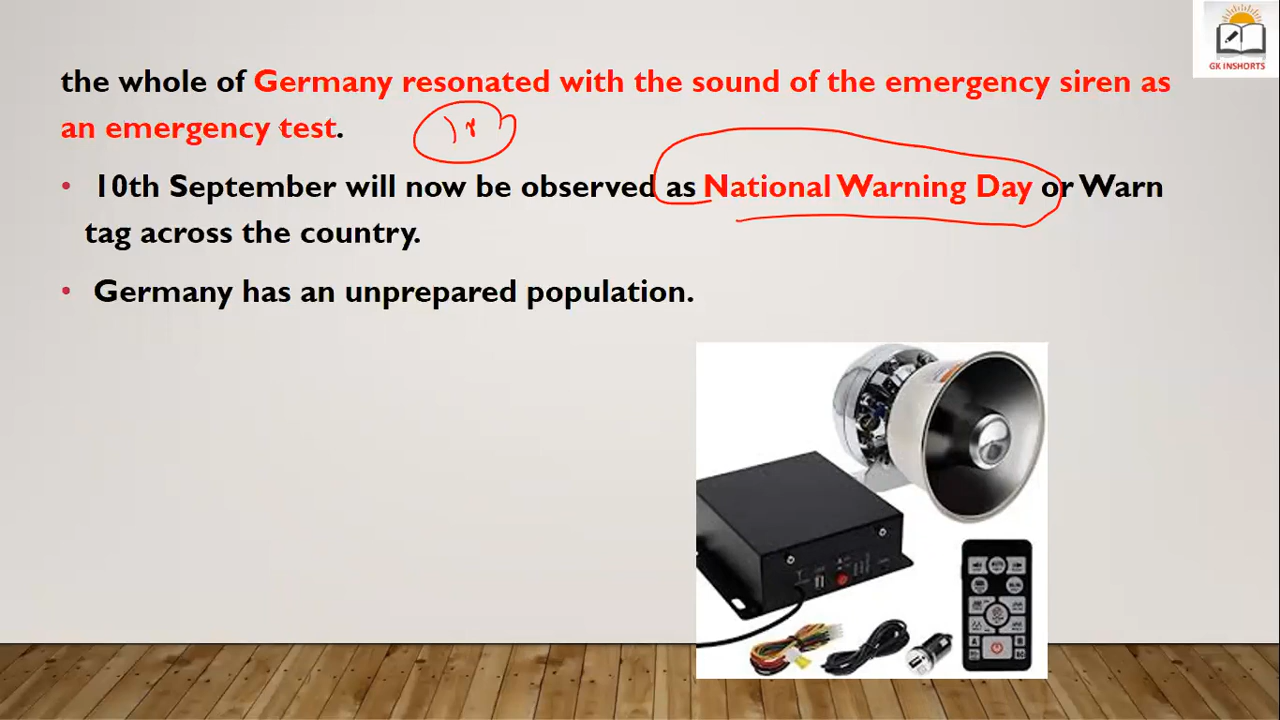 the whole of Germany resonated with the sound of the emergency siren as
an emergency test.
• 10th September will now be observed as National Warning Day or Warn
tag across the country.
• Germany has an unprepared population.
GK INSHORTS